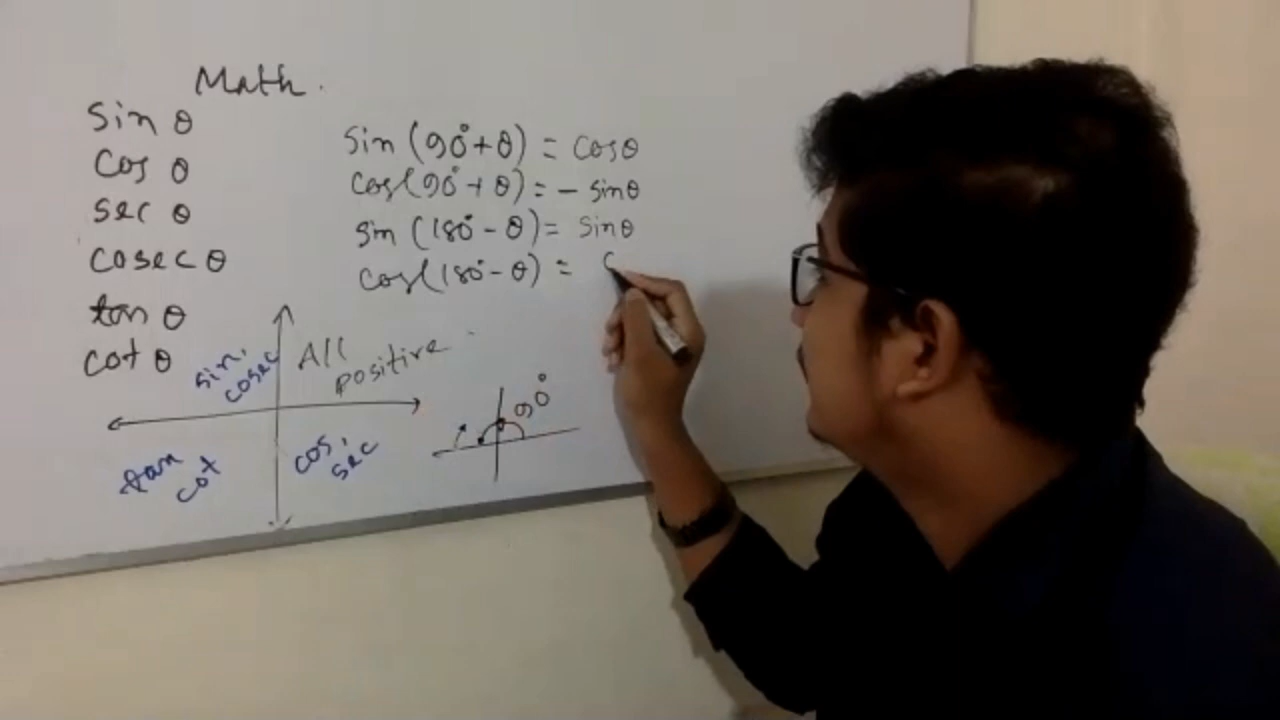 Math.
sin θ
cos θ
sec θ
cosec θ
tan θ
cot θ
sin (90°+θ) = cosθ
cos(90°+θ) = - sinθ
sin (180°-θ) = sinθ
cos(180°-θ) = c
sin,
cosec
All
positive
tan
cot
cos,
sec
90°